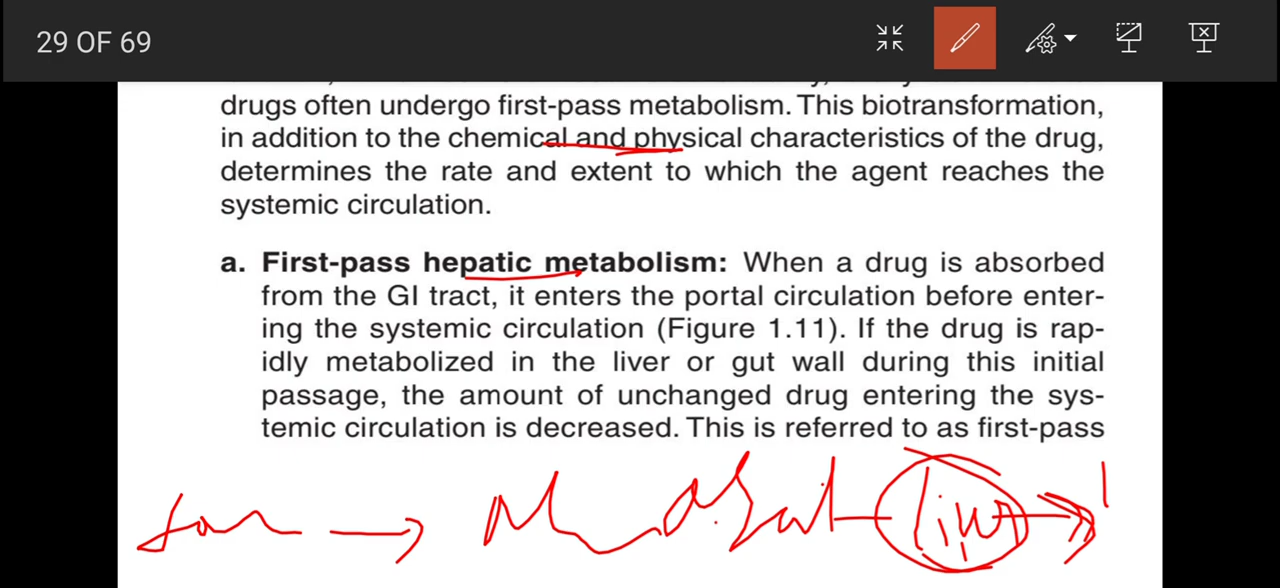 29 OF 69
drugs often undergo first-pass metabolism. This biotransformation,
in addition to the chemical and physical characteristics of the drug,
determines the rate and extent to which the agent reaches the
systemic circulation.
a. First-pass hepatic metabolism: When a drug is absorbed
from the GI tract, it enters the portal circulation before enter-
ing the systemic circulation (Figure 1.11). If the drug is rap-
idly metabolized in the liver or gut wall during this initial
passage, the amount of unchanged drug entering the sys-
temic circulation is decreased. This is referred to as first-pass